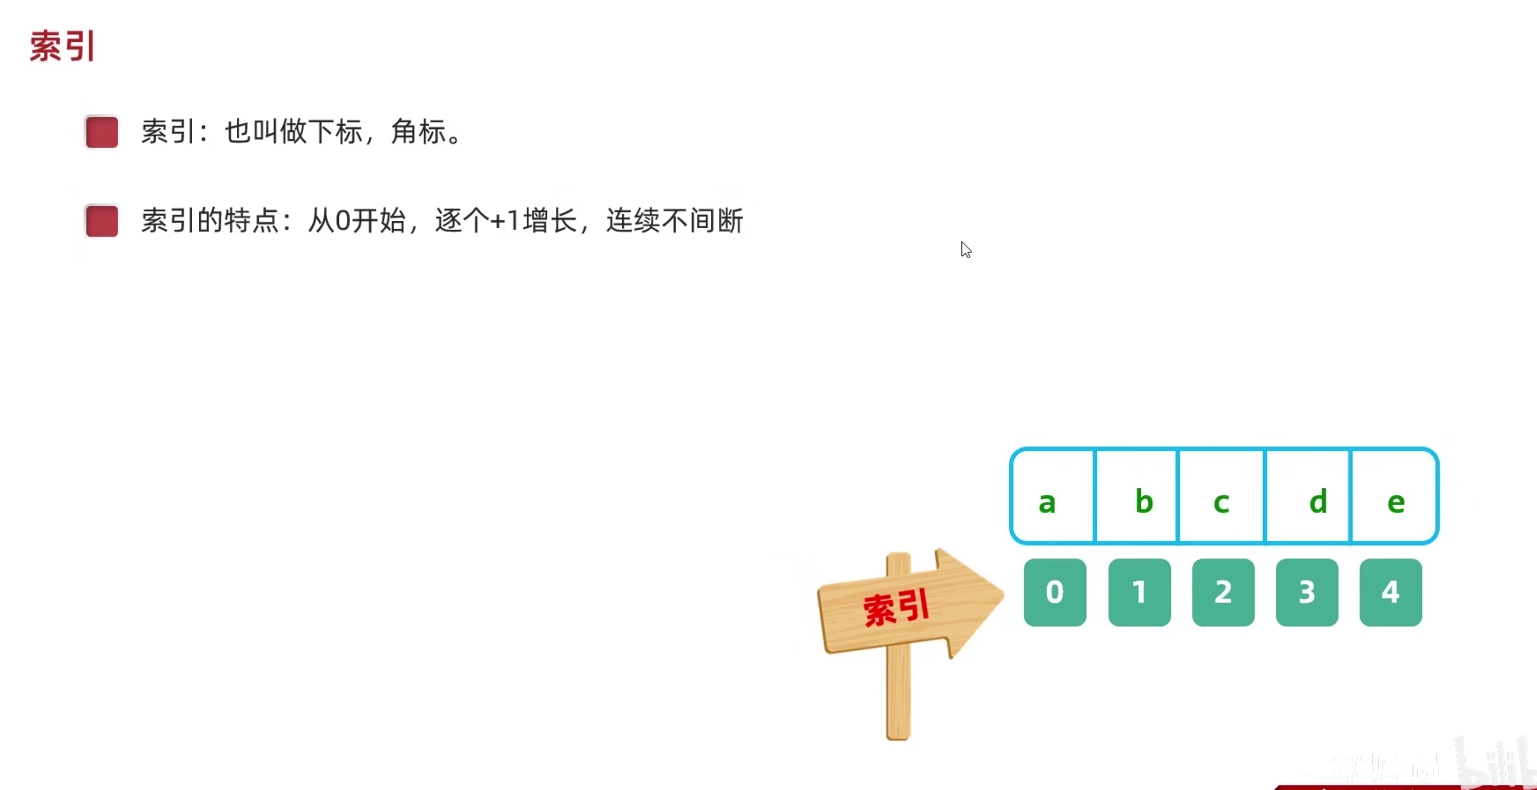 索引
索引：也叫做下标，角标。
索引的特点：从0开始，逐个+1增长，连续不间断
a b c d e
索引
0 1 2 3 4